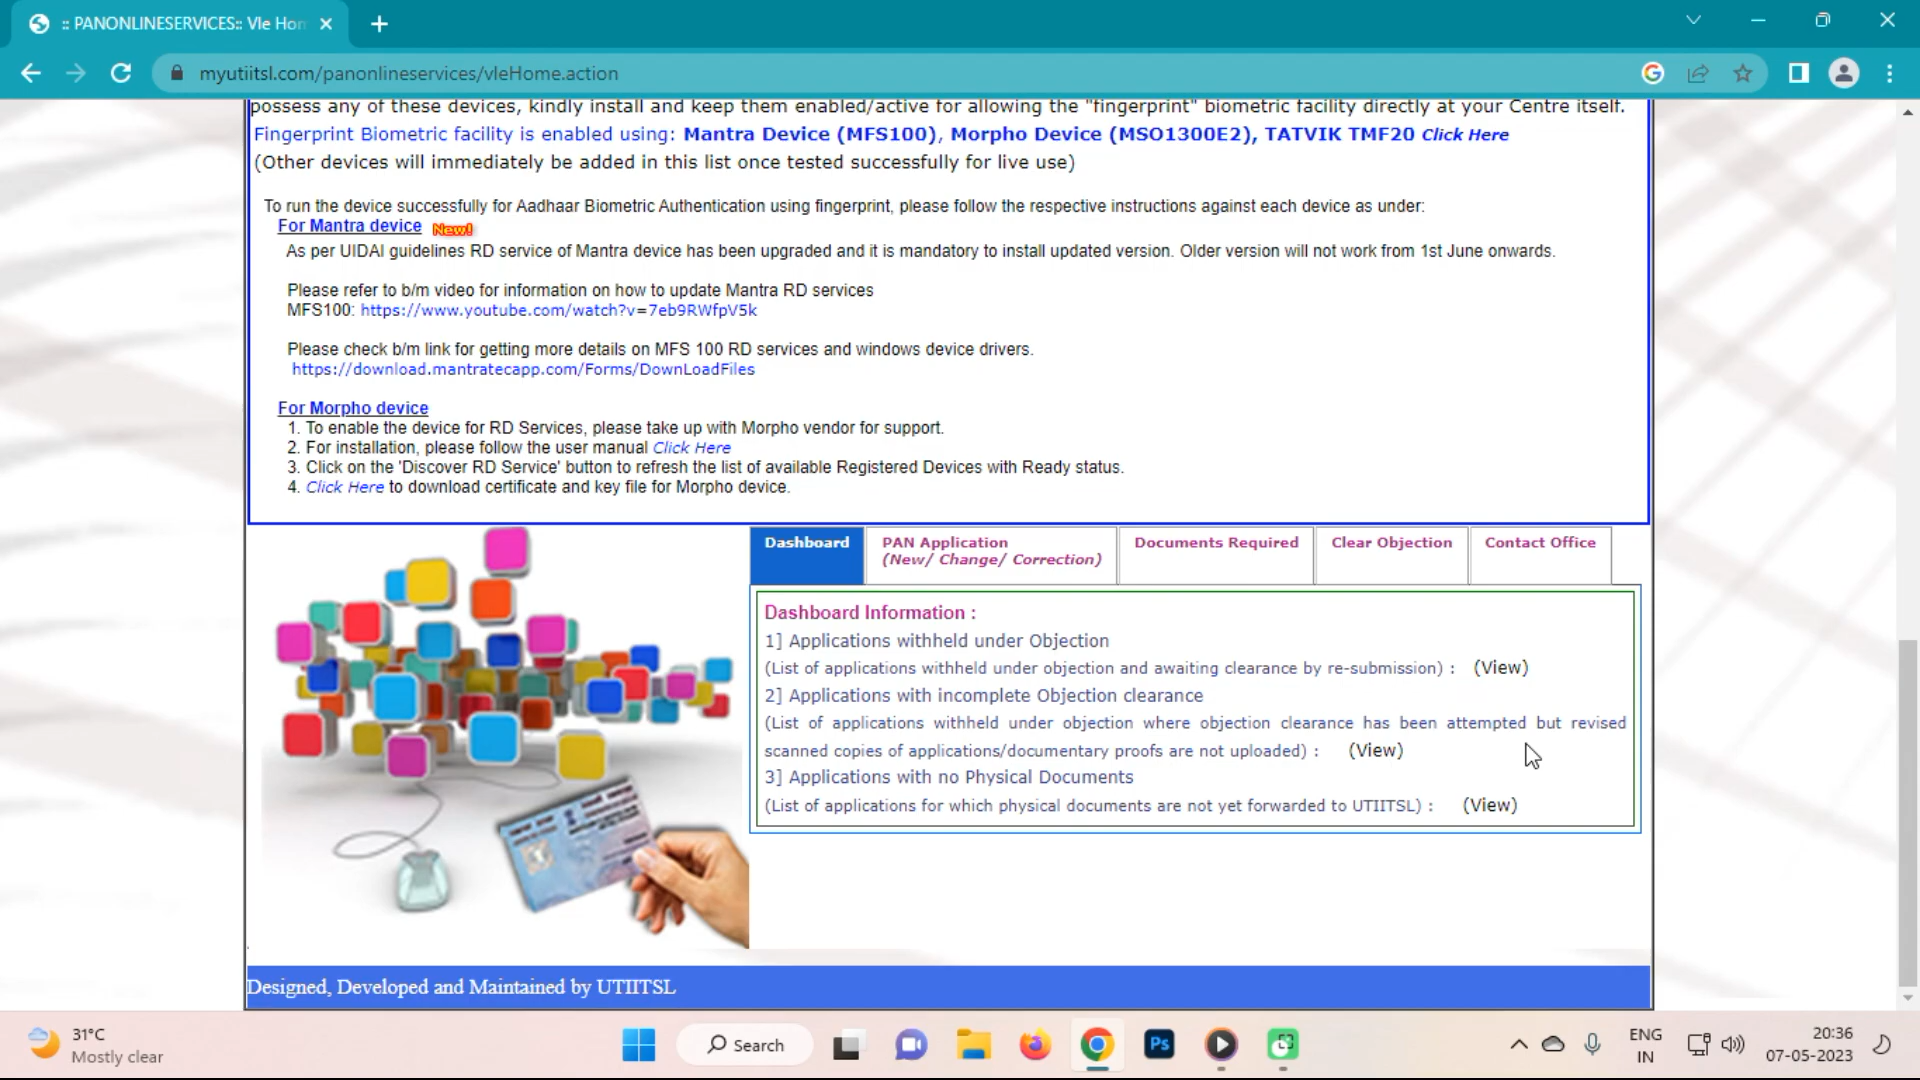 :: PANONLINESERVICES:: Vle Hom
myutiitsl.com/panonlineservices/vleHome.action
possess any of these devices, kindly install and keep them enabled/active for allowing the "fingerprint" biometric facility directly at your Centre itself.
Fingerprint Biometric facility is enabled using: Mantra Device (MFS100), Morpho Device (MSO1300E2), TATVIK TMF20 Click Here
(Other devices will immediately be added in this list once tested successfully for live use)
To run the device successfully for Aadhaar Biometric Authentication using fingerprint, please follow the respective instructions against each device as under:
For Mantra device New!
As per UIDAI guidelines RD service of Mantra device has been upgraded and it is mandatory to install updated version. Older version will not work from 1st June onwards.
Please refer to b/m video for information on how to update Mantra RD services
MFS100: https://www.youtube.com/watch?v=7eb9RWfpV5k
Please check b/m link for getting more details on MFS 100 RD services and windows device drivers.
https://download.mantratecapp.com/Forms/DownLoadFiles
For Morpho device
1. To enable the device for RD Services, please take up with Morpho vendor for support.
2. For installation, please follow the user manual Click Here
3. Click on the 'Discover RD Service' button to refresh the list of available Registered Devices with Ready status.
4. Click Here to download certificate and key file for Morpho device.
Dashboard
PAN Application
(New/ Change/ Correction)
Documents Required
Clear Objection
Contact Office
Dashboard Information :
1] Applications withheld under Objection
(List of applications withheld under objection and awaiting clearance by re-submission) : (View)
2] Applications with incomplete Objection clearance
(List of applications withheld under objection where objection clearance has been attempted but revised
scanned copies of applications/documentary proofs are not uploaded) : (View)
3] Applications with no Physical Documents
(List of applications for which physical documents are not yet forwarded to UTIITSL) : (View)
Designed, Developed and Maintained by UTIITSL
31°C
Mostly clear
Search
Ps
ENG
IN
20:36
07-05-2023